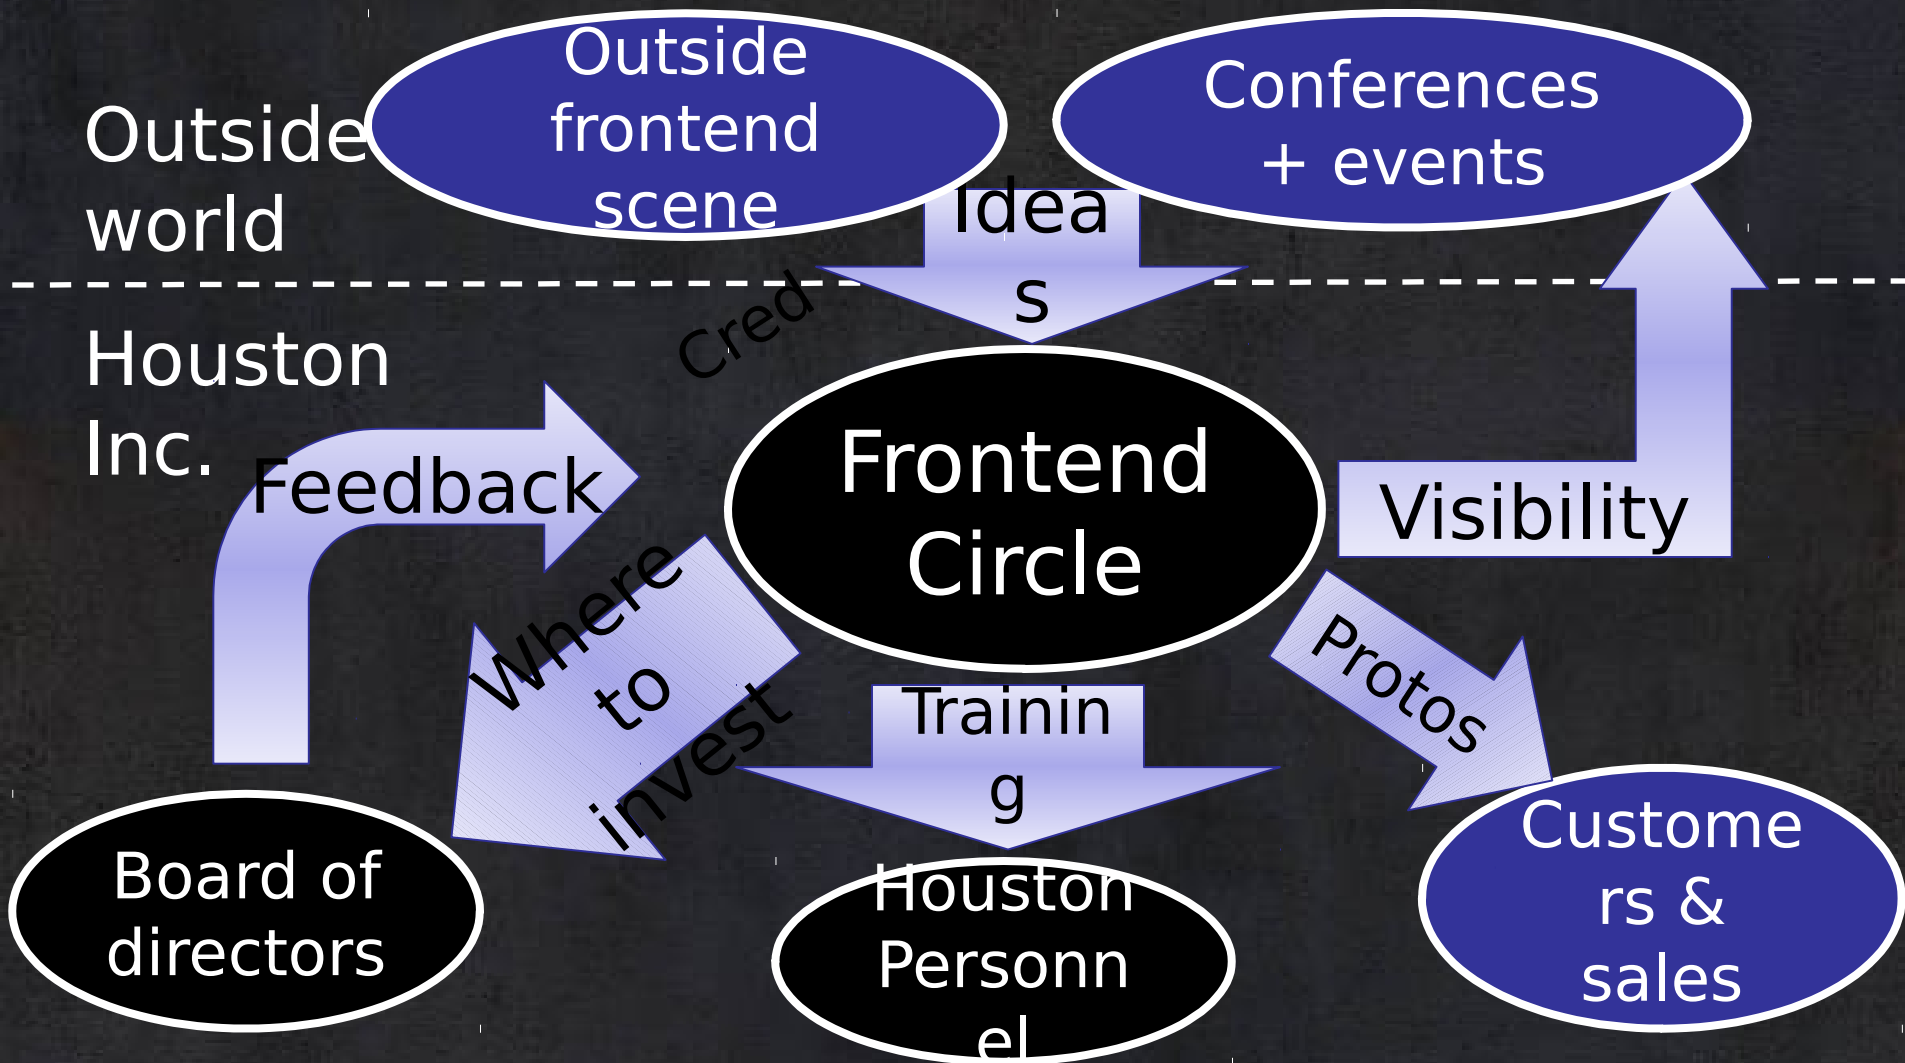 Outside
frontend
scene
Conferences
+ events
Outside
world
Idea
s
Cred
Houston
Inc.
Feedback
Frontend
Circle
Visibility
Where
to
invest
Protos
Trainin
g
Board of
directors
Houston
Personn
el
Custome
rs &
sales